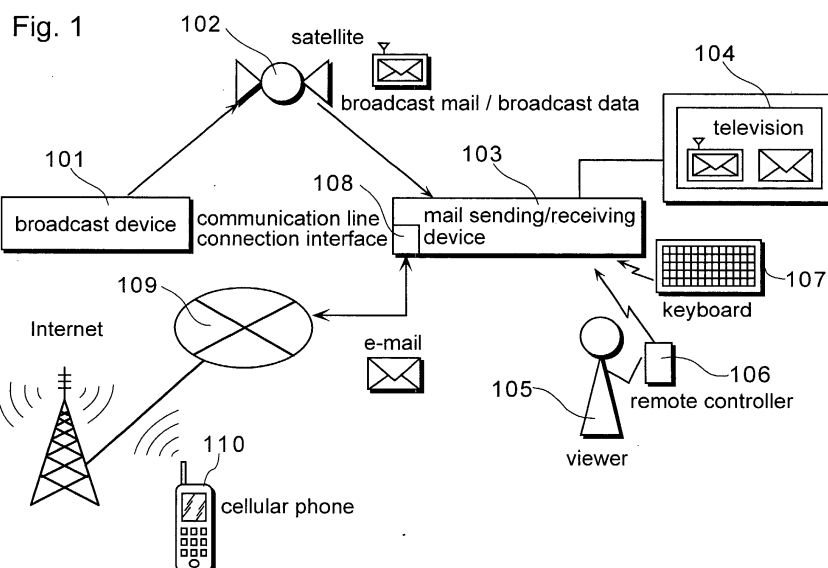 Fig. 1
102
satellite
broadcast mail / broadcast data
104
television
101
broadcast device
108
communication line
connection interface
103
mail sending/receiving
device
107
keyboard
109
Internet
e-mail
105
106
remote controller
viewer
110
cellular phone